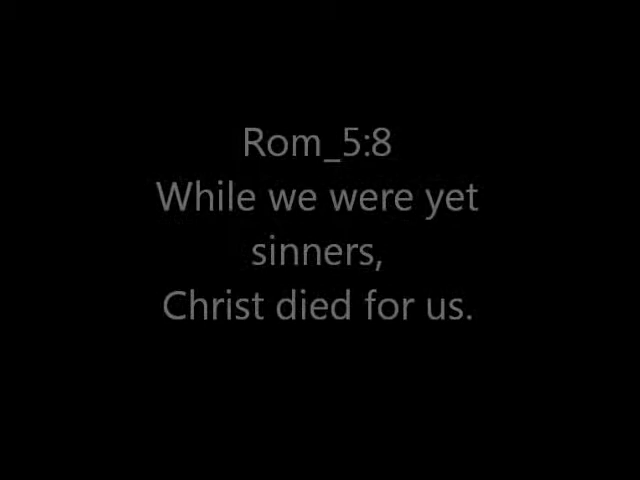 Rom_5:8
While we were yet
sinners,
Christ died for us.